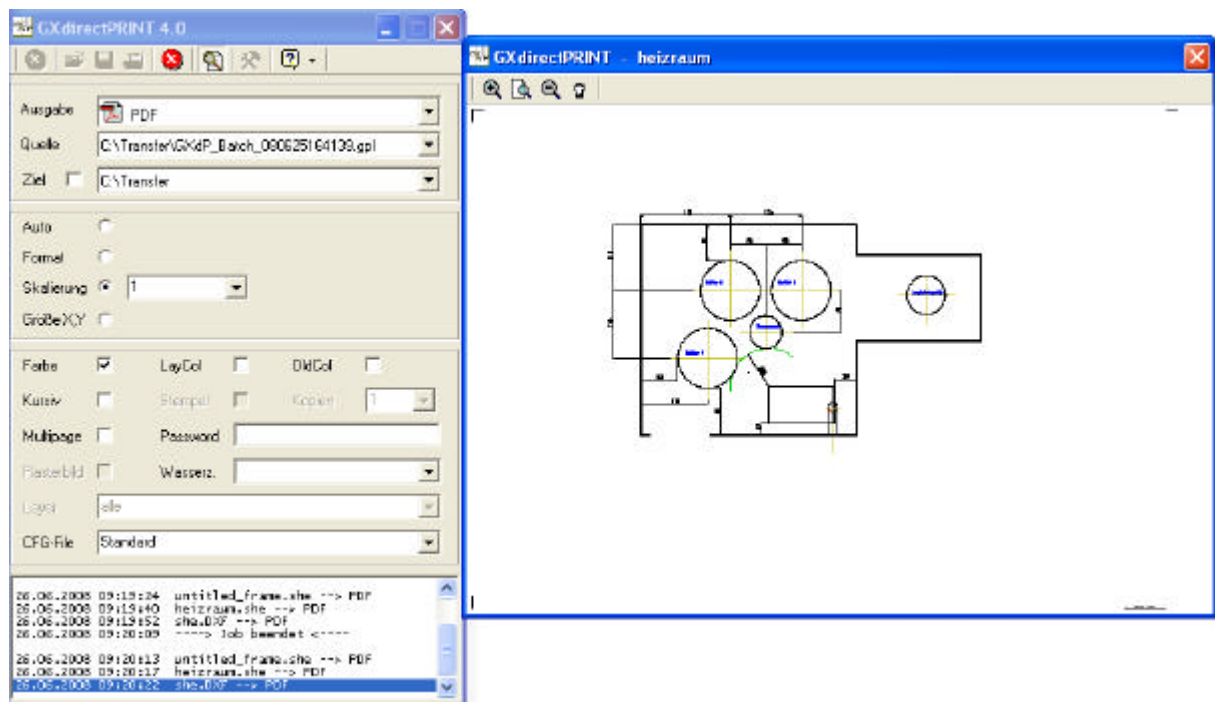 GXdirectPRINT 4.0
Ausgabe PDF
Quelle C:\Transfer\GXdP_Batch_080625164139.gpl
Ziel C:\Transfer
Auto
Format
Skalierung 1
Größe X,Y
Farbe LayCol OldCol
Kursiv Stempel Kopien 1
Multipage Password
Rasterbild Wasserz.
Layer alle
CFG-File Standard
26.06.2008 09:19:24 untitled_frame.she --> PDF
26.06.2008 09:19:40 heizraum.she --> PDF
26.06.2008 09:19:52 she.DXF --> PDF
26.06.2008 09:20:09 ----> Job beendet <----
26.06.2008 09:20:13 untitled_frame.she --> PDF
26.06.2008 09:20:17 heizraum.she --> PDF
26.06.2008 09:20:22 she.DXF --> PDF
GXdirectPRINT - heizraum